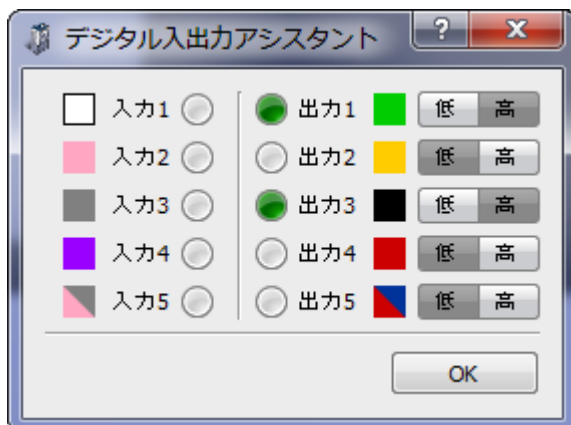 デジタル入出力アシスタント ?
入力1 出力1 低 高
入力2 出力2 低 高
入力3 出力3 低 高
入力4 出力4 低 高
入力5 出力5 低 高
OK